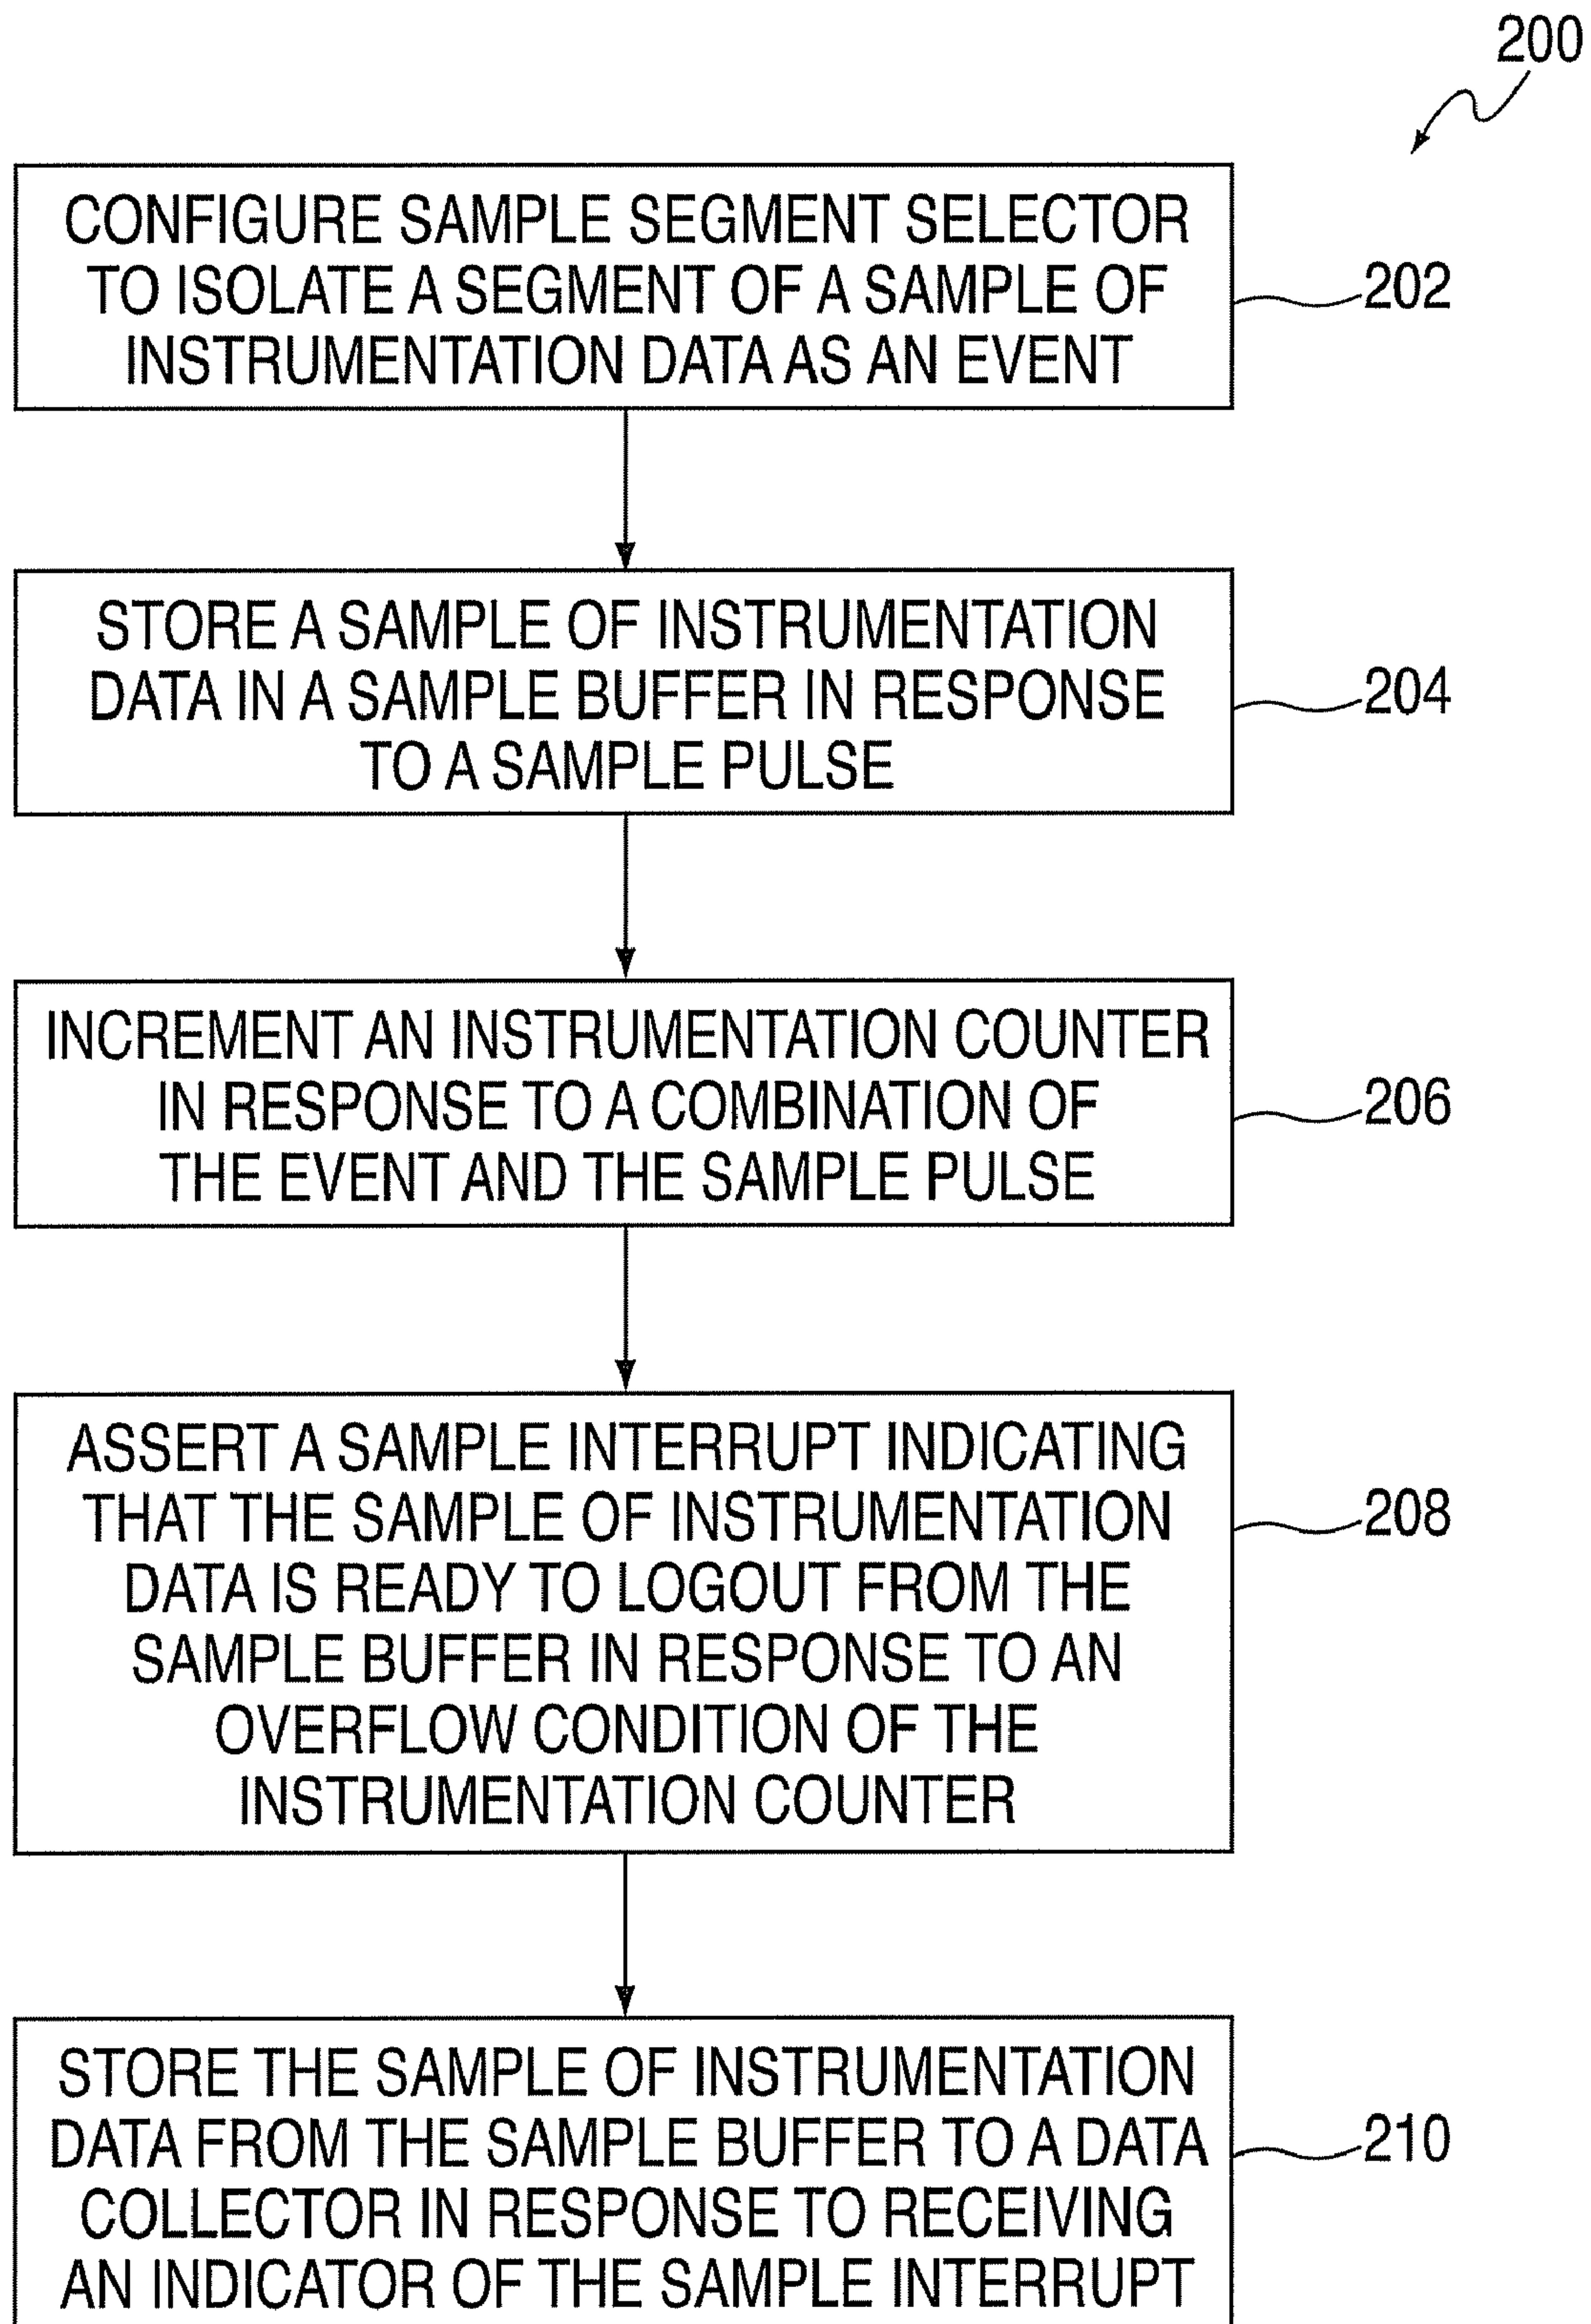 200
CONFIGURE SAMPLE SEGMENT SELECTOR
TO ISOLATE A SEGMENT OF A SAMPLE OF
INSTRUMENTATION DATA AS AN EVENT
202
STORE A SAMPLE OF INSTRUMENTATION
DATA IN A SAMPLE BUFFER IN RESPONSE
TO A SAMPLE PULSE
204
INCREMENT AN INSTRUMENTATION COUNTER
IN RESPONSE TO A COMBINATION OF
THE EVENT AND THE SAMPLE PULSE
206
ASSERT A SAMPLE INTERRUPT INDICATING
THAT THE SAMPLE OF INSTRUMENTATION
DATA IS READY TO LOGOUT FROM THE
SAMPLE BUFFER IN RESPONSE TO AN
OVERFLOW CONDITION OF THE
INSTRUMENTATION COUNTER
208
STORE THE SAMPLE OF INSTRUMENTATION
DATA FROM THE SAMPLE BUFFER TO A DATA
COLLECTOR IN RESPONSE TO RECEIVING
AN INDICATOR OF THE SAMPLE INTERRUPT
210